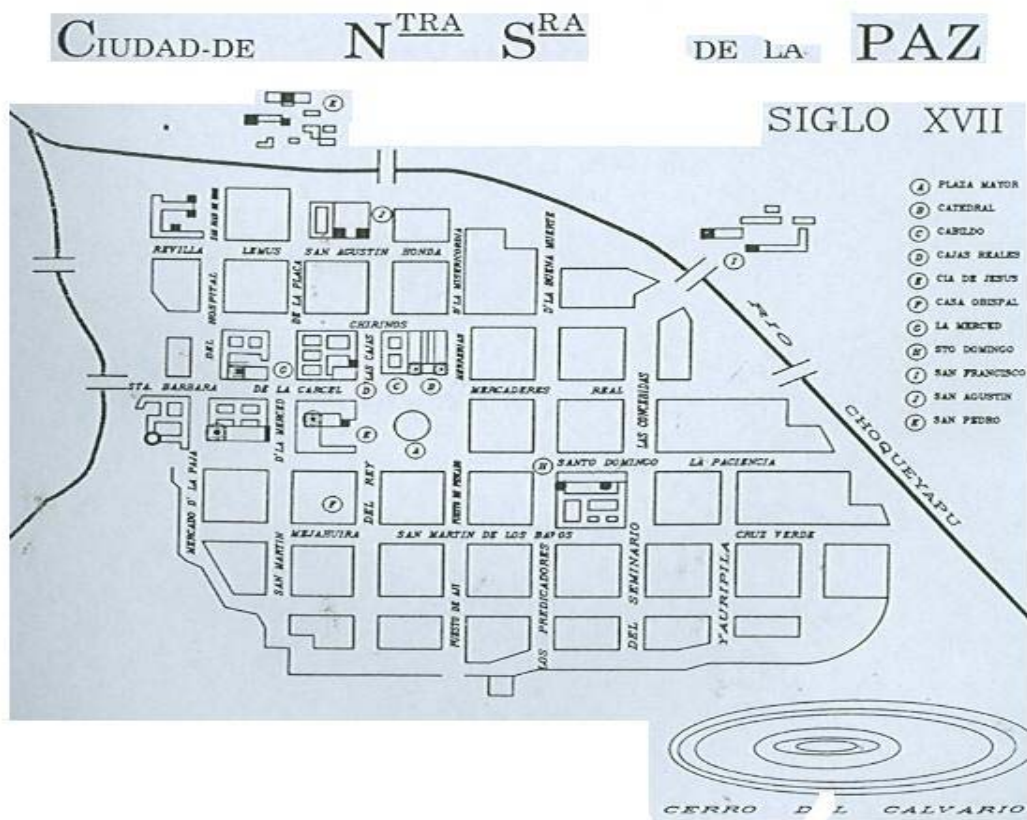 CIUDAD-DE NTRA SRA DE LA PAZ
SIGLO XVII
A PLAZA MAYOR
B CATEDRAL
C CABILDO
D CAJAS REALES
E CIA DE JESUS
F CASA OBISPAL
G LA MERCED
H STO DOMINGO
I SAN FRANCISCO
J SAN AGUSTIN
K SAN PEDRO
K
J
I
REVILLA LEMUS SAN AGUSTIN HONDA
D'LA MISERICORDIA
D'LA BUENA MUERTE
HOSPITAL
DE LA PLACA
RIO
CHIRINOS
DEL
LAS CAJAS
G
D C D
STA. BARBARA DE LA CARCEL MERCADERES REAL
LAS CONCEBIDAS
CHOQUEYAPU
D'LA MERCED
E A
MERCADO D' LA PAJA
DEL REY
H SANTO DOMINGO LA PACIENCIA
F
MEJAHUIRA SAN MARTIN DE LOS BAÑOS CRUZ VERDE
SAN MARTIN
PUESTO DE AJI
LOS PREDICADORES
DEL SEMINARIO
YAURIPILA
CERRO DEL CALVARIO